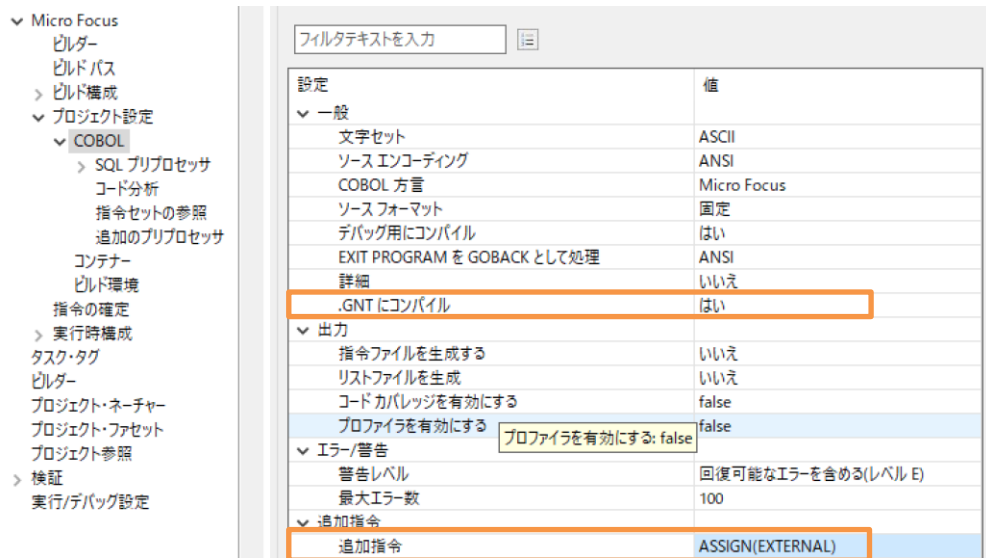 Micro Focus
ビルダー
ビルド パス
ビルド構成
プロジェクト設定
COBOL
SQL プリプロセッサ
コード分析
指令セットの参照
追加のプリプロセッサ
コンテナー
ビルド環境
指令の確定
実行時構成
タスク・タグ
ビルダー
プロジェクト・ネーチャー
プロジェクト・ファセット
プロジェクト参照
検証
実行/デバッグ設定
フィルタテキストを入力
設定 値
一般
文字セット ASCII
ソース エンコーディング ANSI
COBOL 方言 Micro Focus
ソース フォーマット 固定
デバッグ用にコンパイル はい
EXIT PROGRAM を GOBACK として処理 ANSI
詳細 いいえ
.GNT にコンパイル はい
出力
指令ファイルを生成する いいえ
リストファイルを生成 いいえ
コード カバレッジを有効にする false
プロファイラを有効にする false
プロファイラを有効にする: false
エラー/警告
警告レベル 回復可能なエラーを含める(レベル E)
最大エラー数 100
追加指令
追加指令 ASSIGN(EXTERNAL)